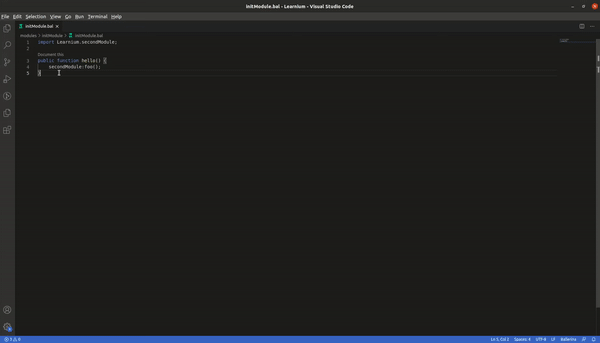 initModule.bal - Learnium - Visual Studio Code
File Edit Selection View Go Run Terminal Help
initModule.bal ×
modules > initModule > initModule.bal
1 import Learnium.secondModule;
2
Document this
3 public function hello() {
4 secondModule:foo();
5 }
Ln 5, Col 2 Spaces: 4 UTF-8 LF Ballerina